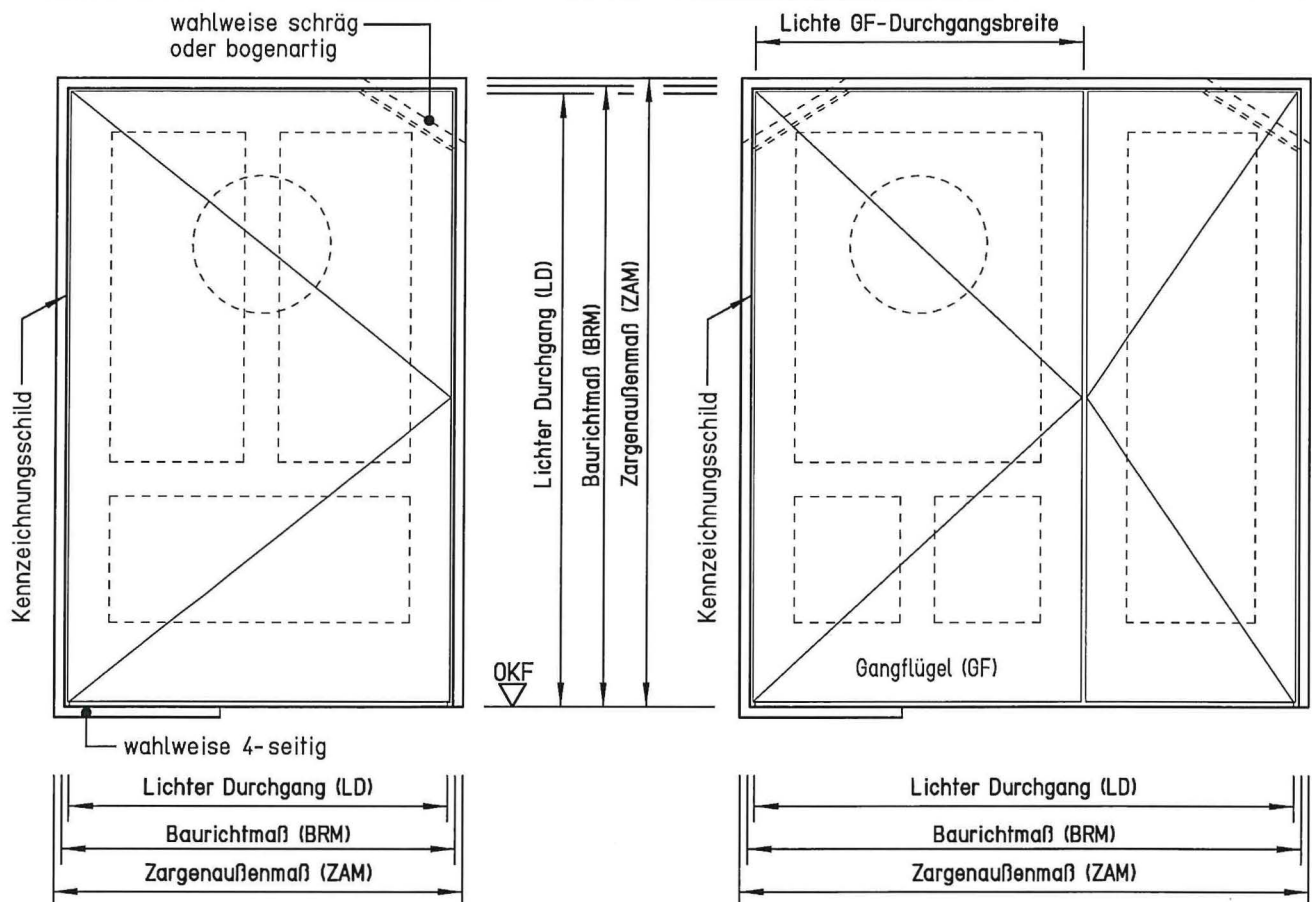 wahlweise schräg
oder bogenartig
Lichte GF-Durchgangsbreite
Kennzeichnungsschild
Lichter Durchgang (LD)
Baurichtmaß (BRM)
Zargenaußenmaß (ZAM)
Kennzeichnungsschild
Gangflügel (GF)
OKF
wahlweise 4-seitig
Lichter Durchgang (LD)
Baurichtmaß (BRM)
Zargenaußenmaß (ZAM)
Lichter Durchgang (LD)
Baurichtmaß (BRM)
Zargenaußenmaß (ZAM)